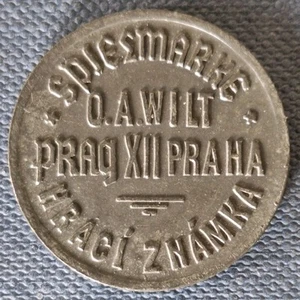 SPIELMARKE
O.A.WILT
PRAG XII PRAHA
HRACÍ ZNÁMKA